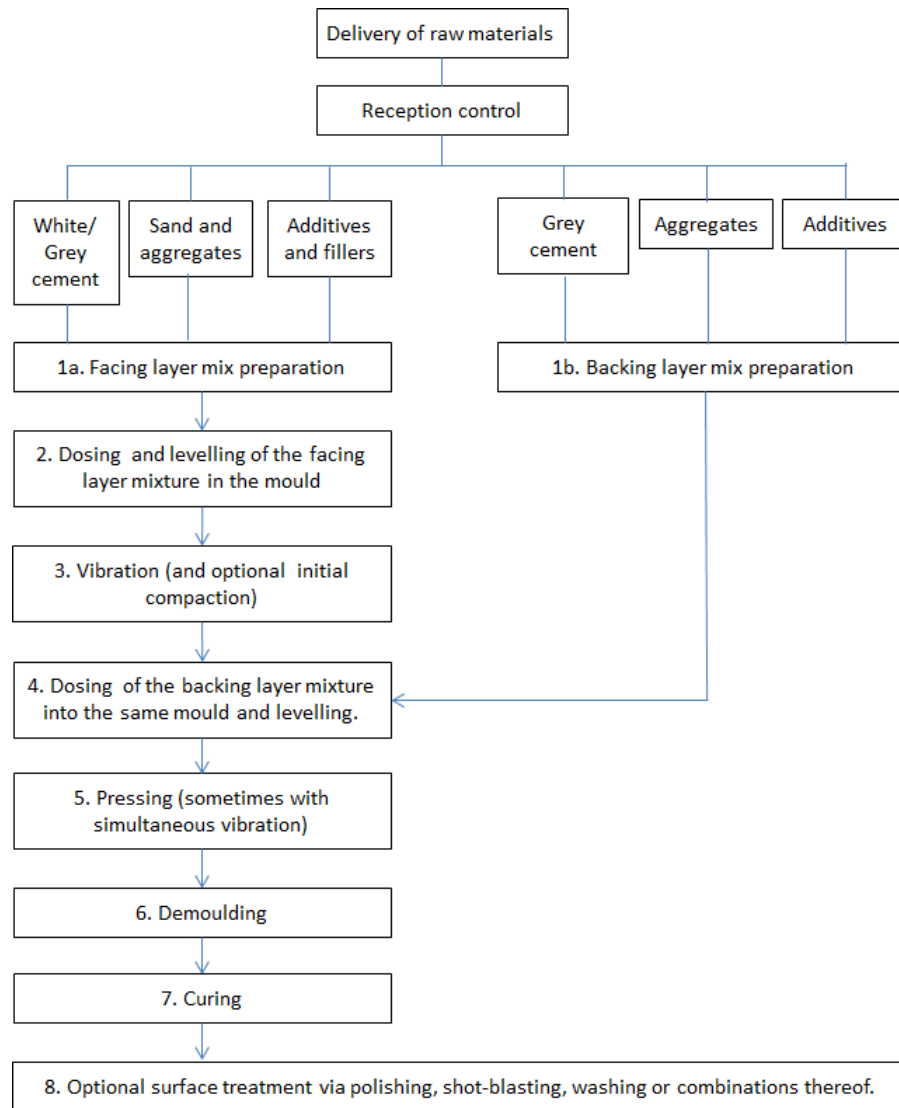 Delivery of raw materials
Reception control
White/
Grey
cement
Sand and
aggregates
Additives
and fillers
Grey
cement
Aggregates
Additives
1a. Facing layer mix preparation
1b. Backing layer mix preparation
2. Dosing and levelling of the facing
layer mixture in the mould
3. Vibration (and optional initial
compaction)
4. Dosing of the backing layer mixture
into the same mould and levelling.
5. Pressing (sometimes with
simultaneous vibration)
6. Demoulding
7. Curing
8. Optional surface treatment via polishing, shot-blasting, washing or combinations thereof.